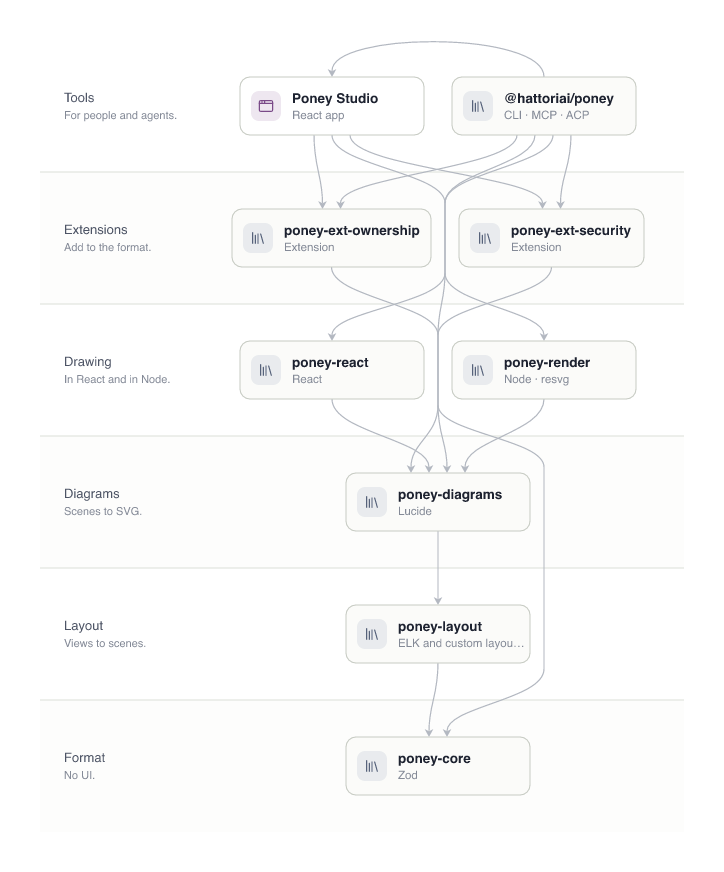 Tools
For people and agents.
Poney Studio
React app
@hattoriai/poney
CLI · MCP · ACP
Extensions
Add to the format.
poney-ext-ownership
Extension
poney-ext-security
Extension
Drawing
In React and in Node.
poney-react
React
poney-render
Node · resvg
Diagrams
Scenes to SVG.
poney-diagrams
Lucide
Layout
Views to scenes.
poney-layout
ELK and custom layou…
Format
No UI.
poney-core
Zod